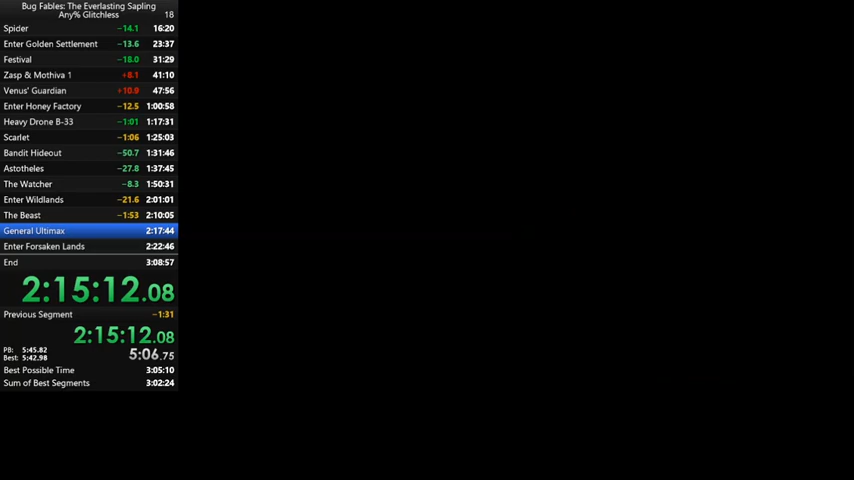 Bug Fables: The Everlasting Sapling
Any% Glitchless 18
Spider −14.1 16:20
Enter Golden Settlement −13.6 23:37
Festival −18.0 31:29
Zasp & Mothiva 1 +8.1 41:10
Venus' Guardian +10.9 47:56
Enter Honey Factory −12.5 1:00:58
Heavy Drone B-33 −1:01 1:17:31
Scarlet −1:06 1:25:03
Bandit Hideout −50.7 1:31:46
Astotheles −27.8 1:37:45
The Watcher −8.3 1:50:31
Enter Wildlands −21.6 2:01:01
The Beast −1:53 2:10:05
General Ultimax 2:17:44
Enter Forsaken Lands 2:22:46
End 3:08:57
2:15:12.08
Previous Segment −1:31
2:15:12.08
PB: 5:45.82
Best: 5:42.98 5:06.75
Best Possible Time 3:05:10
Sum of Best Segments 3:02:24